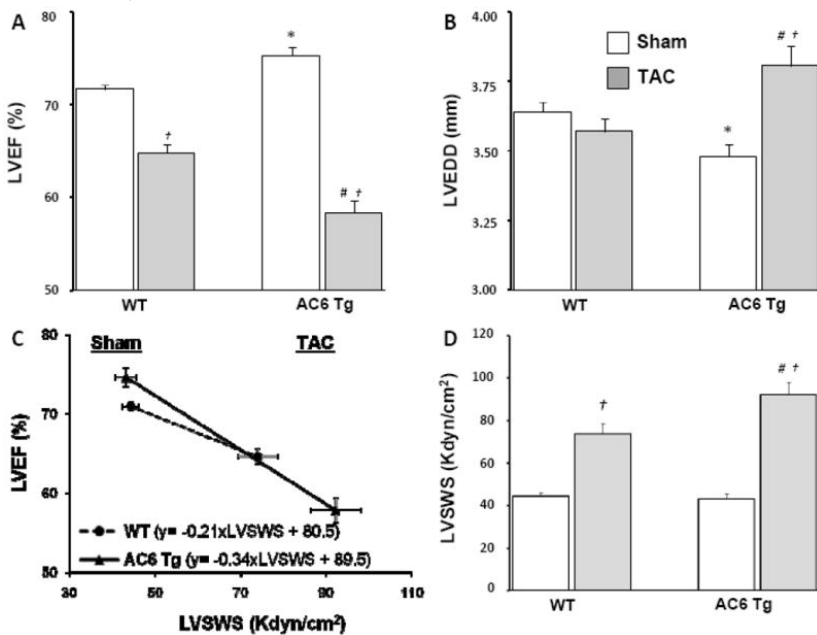 A
80
*
70
†
# †
60
50
LVEF (%)
WT
AC6 Tg
B
4.00
Sham
TAC
# †
3.75
*
3.50
3.25
3.00
LVEDD (mm)
WT
AC6 Tg
C
80
Sham
TAC
70
60
WT (y= -0.21xLVSWS + 80.5)
AC6 Tg (y= -0.34xLVSWS + 89.5)
50
LVEF (%)
30 50 70 90 110
LVSWS (Kdyn/cm²)
D
120
# †
100
†
80
60
40
20
0
LVSWS (Kdyn/cm²)
WT
AC6 Tg